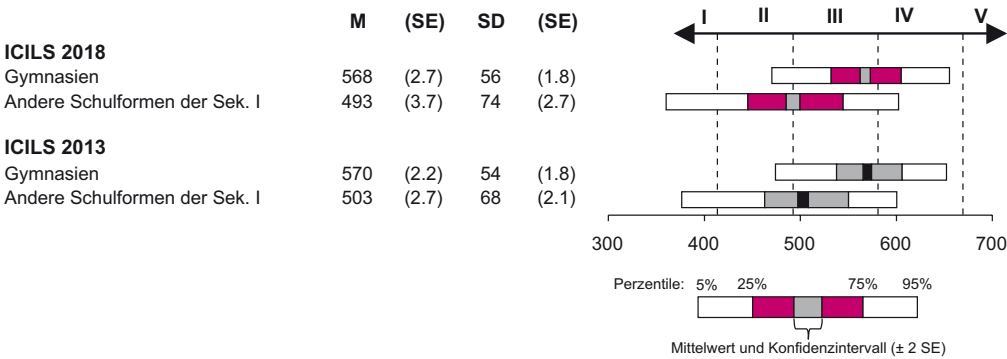 M (SE) SD (SE) I II III IV V
ICILS 2018
Gymnasien 568 (2.7) 56 (1.8)
Andere Schulformen der Sek. I 493 (3.7) 74 (2.7)
ICILS 2013
Gymnasien 570 (2.2) 54 (1.8)
Andere Schulformen der Sek. I 503 (2.7) 68 (2.1)
300 400 500 600 700
Perzentile: 5% 25% 75% 95%
Mittelwert und Konfidenzintervall (± 2 SE)